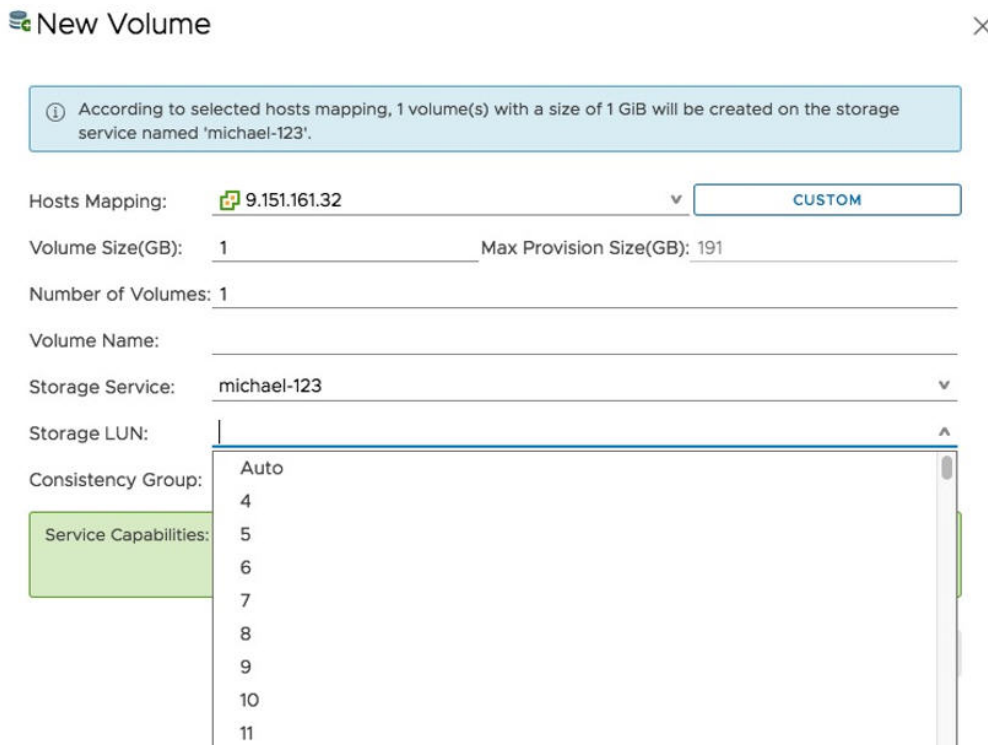 New Volume
According to selected hosts mapping, 1 volume(s) with a size of 1 GiB will be created on the storage
service named 'michael-123'.
Hosts Mapping: 9.151.161.32 CUSTOM
Volume Size(GB): 1 Max Provision Size(GB): 191
Number of Volumes: 1
Volume Name:
Storage Service: michael-123
Storage LUN:
Auto
Consistency Group:
4
Service Capabilities: 5
6
7
8
9
10
11